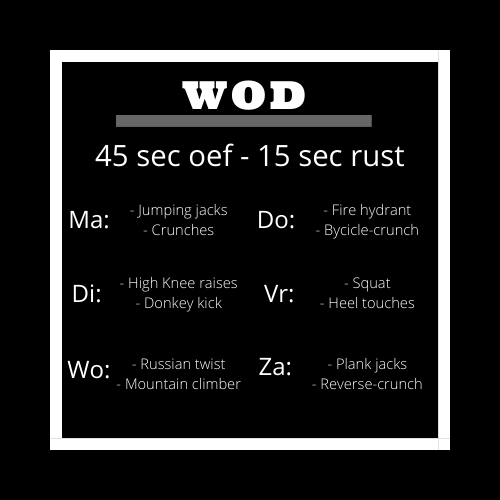 WOD
45 sec oef - 15 sec rust
Ma:
- Jumping jacks
- Crunches
Do:
- Fire hydrant
- Bycicle-crunch
Di:
- High Knee raises
- Donkey kick
Vr:
- Squat
- Heel touches
Wo:
- Russian twist
- Mountain climber
Za:
- Plank jacks
- Reverse-crunch